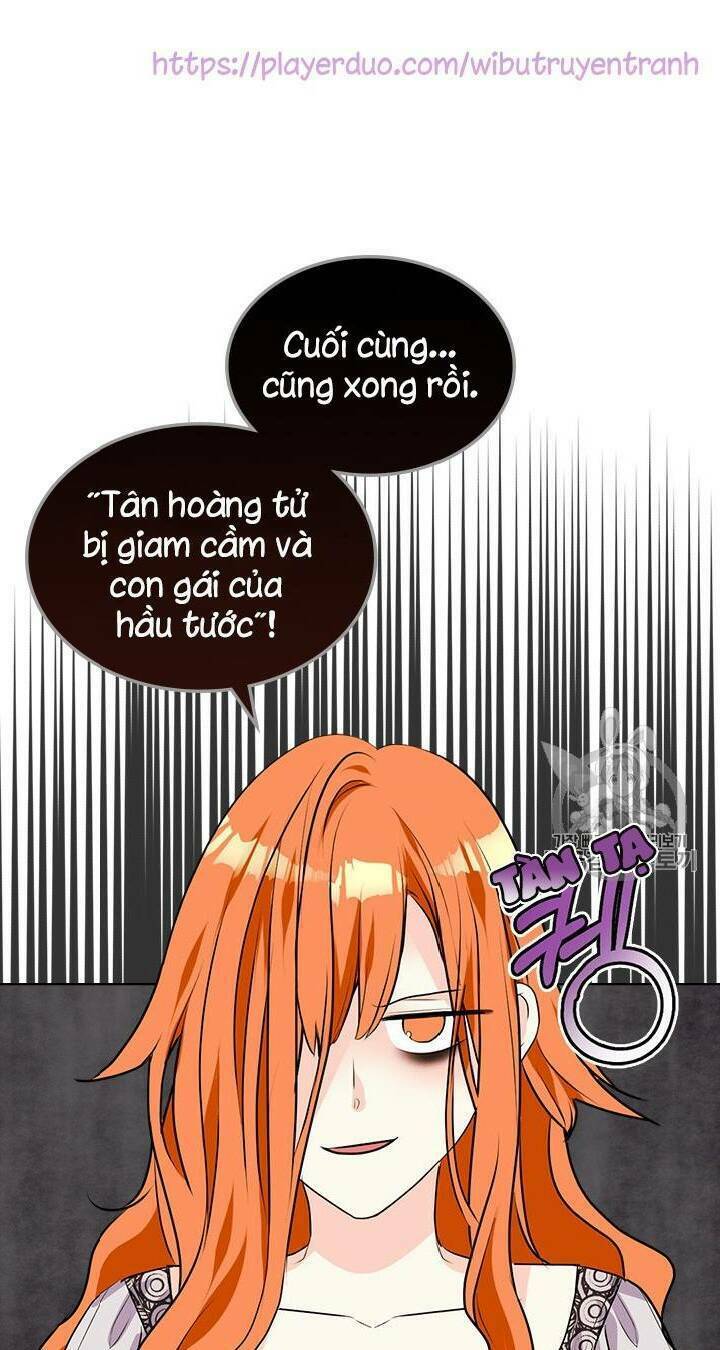 https://playerduo.com/wibutruyentranh
Cuối cùng...
cũng xong rồi.
"Tân hoàng tử
bị giam cầm và
con gái của
hầu tước"!
TÀN TẠ